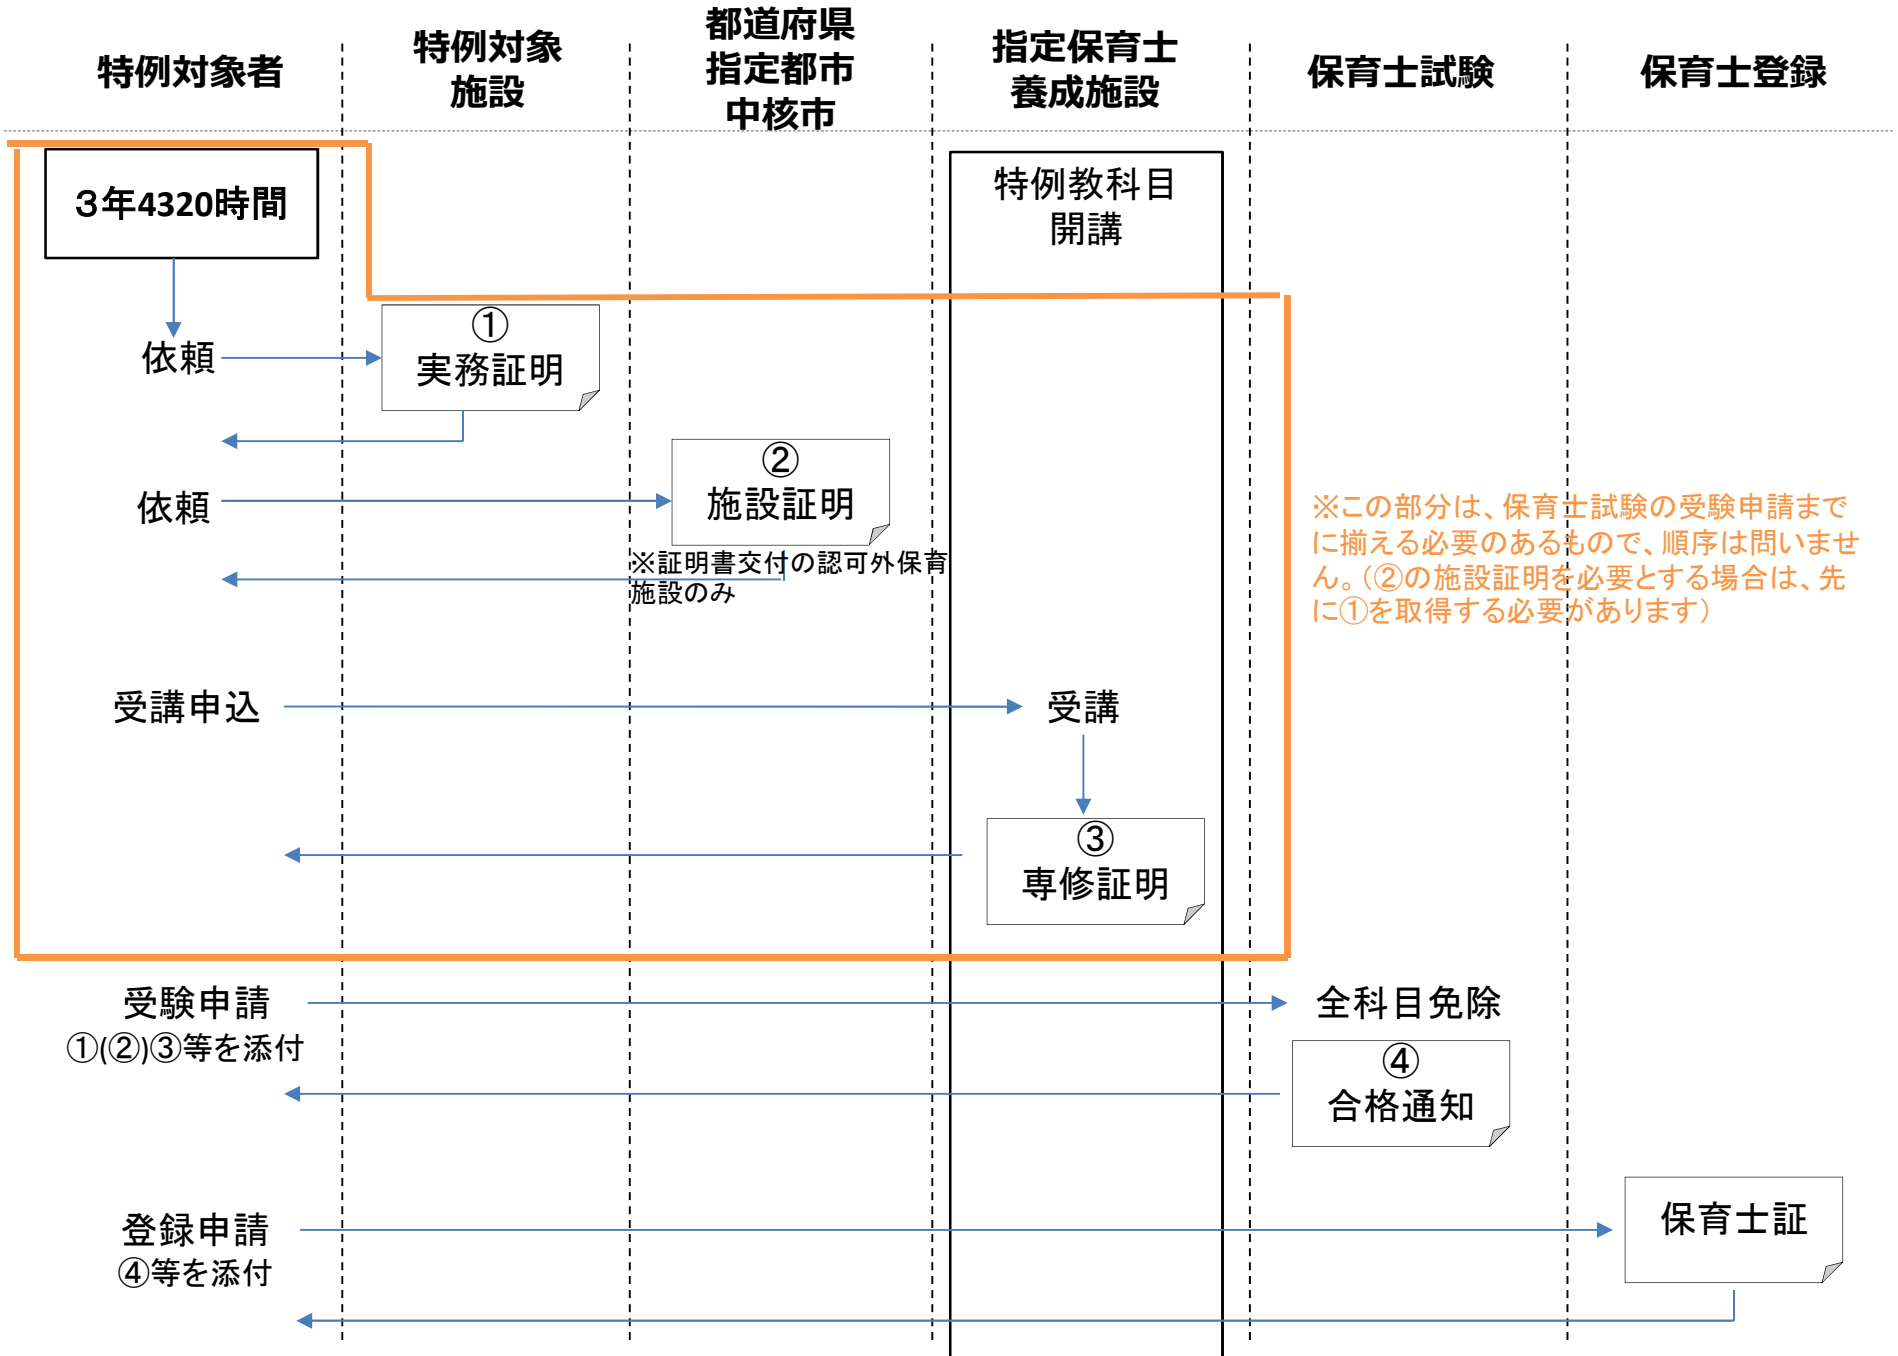 特例対象者
特例対象
施設
都道府県
指定都市
中核市
指定保育士
養成施設
保育士試験
保育士登録
３年4320時間
特例教科目
開講
依頼
①
実務証明
依頼
②
施設証明
※証明書交付の認可外保育
施設のみ
※この部分は、保育士試験の受験申請まで
に揃える必要のあるもので、順序は問いませ
ん。（②の施設証明を必要とする場合は、先
に①を取得する必要があります）
受講申込
受講
③
専修証明
受験申請
①(②)③等を添付
全科目免除
④
合格通知
登録申請
④等を添付
保育士証